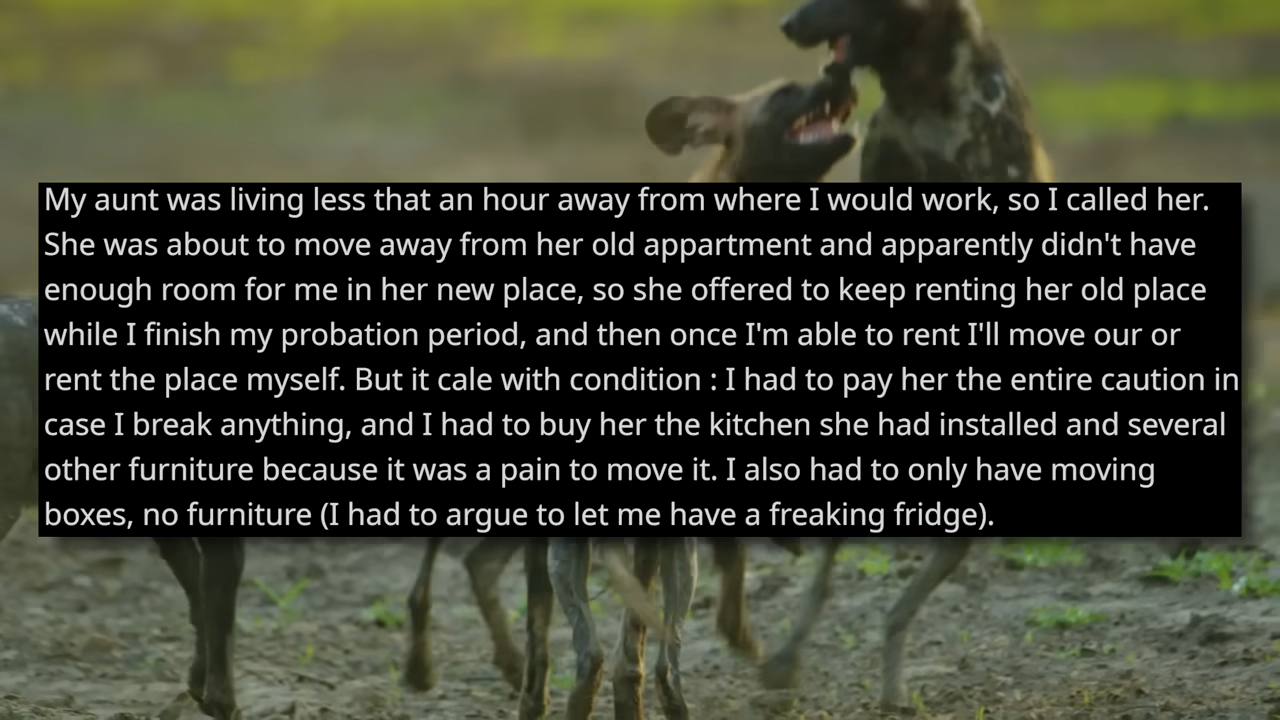 My aunt was living less that an hour away from where I would work, so I called her.
She was about to move away from her old appartment and apparently didn't have
enough room for me in her new place, so she offered to keep renting her old place
while I finish my probation period, and then once I'm able to rent I'll move our or
rent the place myself. But it cale with condition : I had to pay her the entire caution in
case I break anything, and I had to buy her the kitchen she had installed and several
other furniture because it was a pain to move it. I also had to only have moving
boxes, no furniture (I had to argue to let me have a freaking fridge).